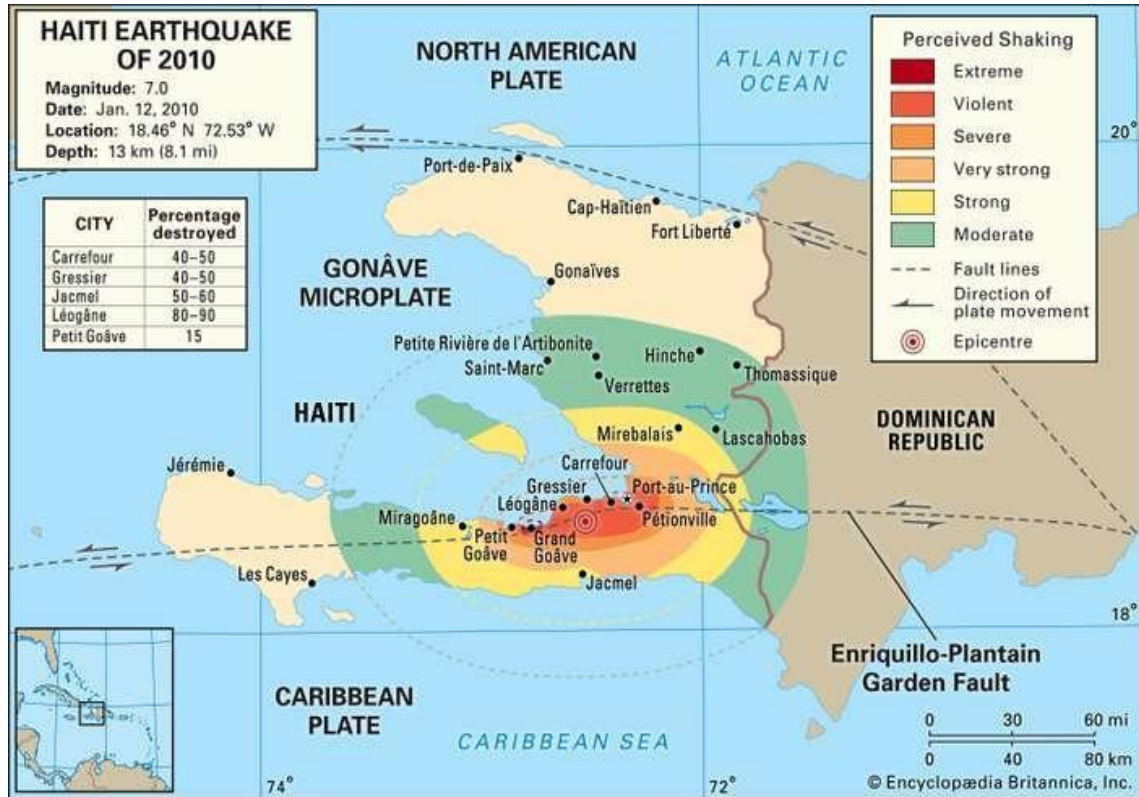 HAITI EARTHQUAKE
OF 2010
Magnitude: 7.0
Date: Jan. 12, 2010
Location: 18.46° N 72.53° W
Depth: 13 km (8.1 mi)
CITY Percentage destroyed
Carrefour 40–50
Gressier 40–50
Jacmel 50–60
Léogâne 80–90
Petit Goâve 15
NORTH AMERICAN
PLATE
ATLANTIC
OCEAN
Perceived Shaking
Extreme
Violent
Severe
Very strong
Strong
Moderate
Fault lines
Direction of
plate movement
Epicentre
20°
Port-de-Paix
Cap-Haïtien
Fort Liberté
GONÂVE
MICROPLATE
Gonaïves
Petite Rivière de l'Artibonite
Saint-Marc
Verrettes
Hinche
Thomassique
HAITI
DOMINICAN
REPUBLIC
Mirebalais
Lascahobas
Jérémie
Carrefour
Gressier
Port-au-Prince
Léogâne
Miragoâne
Petit
Goâve
Grand
Goâve
Pétionville
Les Cayes
Jacmel
18°
Enriquillo-Plantain
Garden Fault
CARIBBEAN
PLATE
CARIBBEAN SEA
74°
72°
0 30 60 mi
0 40 80 km
© Encyclopædia Britannica, Inc.